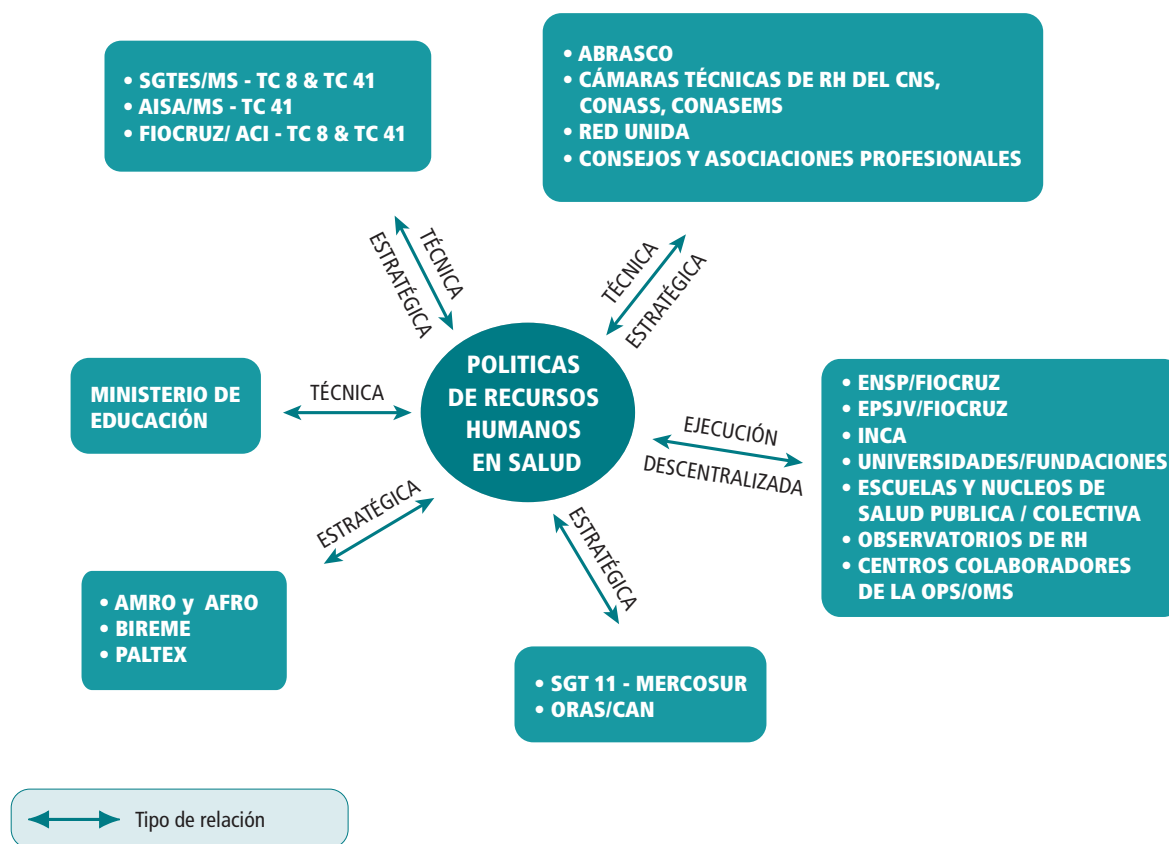 • SGTES/MS - TC 8 & TC 41
• AISA/MS - TC 41
• FIOCRUZ/ ACI - TC 8 & TC 41
• ABRASCO
• CÁMARAS TÉCNICAS DE RH DEL CNS,
CONASS, CONASEMS
• RED UNIDA
• CONSEJOS Y ASOCIACIONES PROFESIONALES
TÉCNICA
ESTRATÉGICA
TÉCNICA
ESTRATÉGICA
MINISTERIO DE
EDUCACIÓN
TÉCNICA
POLITICAS
DE RECURSOS
HUMANOS
EN SALUD
EJECUCIÓN
DESCENTRALIZADA
• ENSP/FIOCRUZ
• EPSJV/FIOCRUZ
• INCA
• UNIVERSIDADES/FUNDACIONES
• ESCUELAS Y NUCLEOS DE
SALUD PUBLICA / COLECTIVA
• OBSERVATORIOS DE RH
• CENTROS COLABORADORES
DE LA OPS/OMS
ESTRATÉGICA
ESTRATÉGICA
• AMRO y AFRO
• BIREME
• PALTEX
• SGT 11 - MERCOSUR
• ORAS/CAN
Tipo de relación